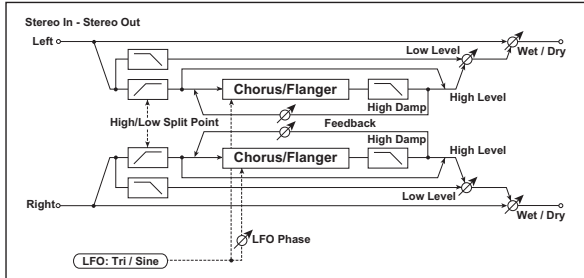 Stereo In - Stereo Out
Left
Low Level
Wet / Dry
Chorus/Flanger
High Damp
High Level
High/Low Split Point
Feedback
High Damp
High Level
Chorus/Flanger
Low Level
Right
Wet / Dry
LFO Phase
LFO: Tri / Sine